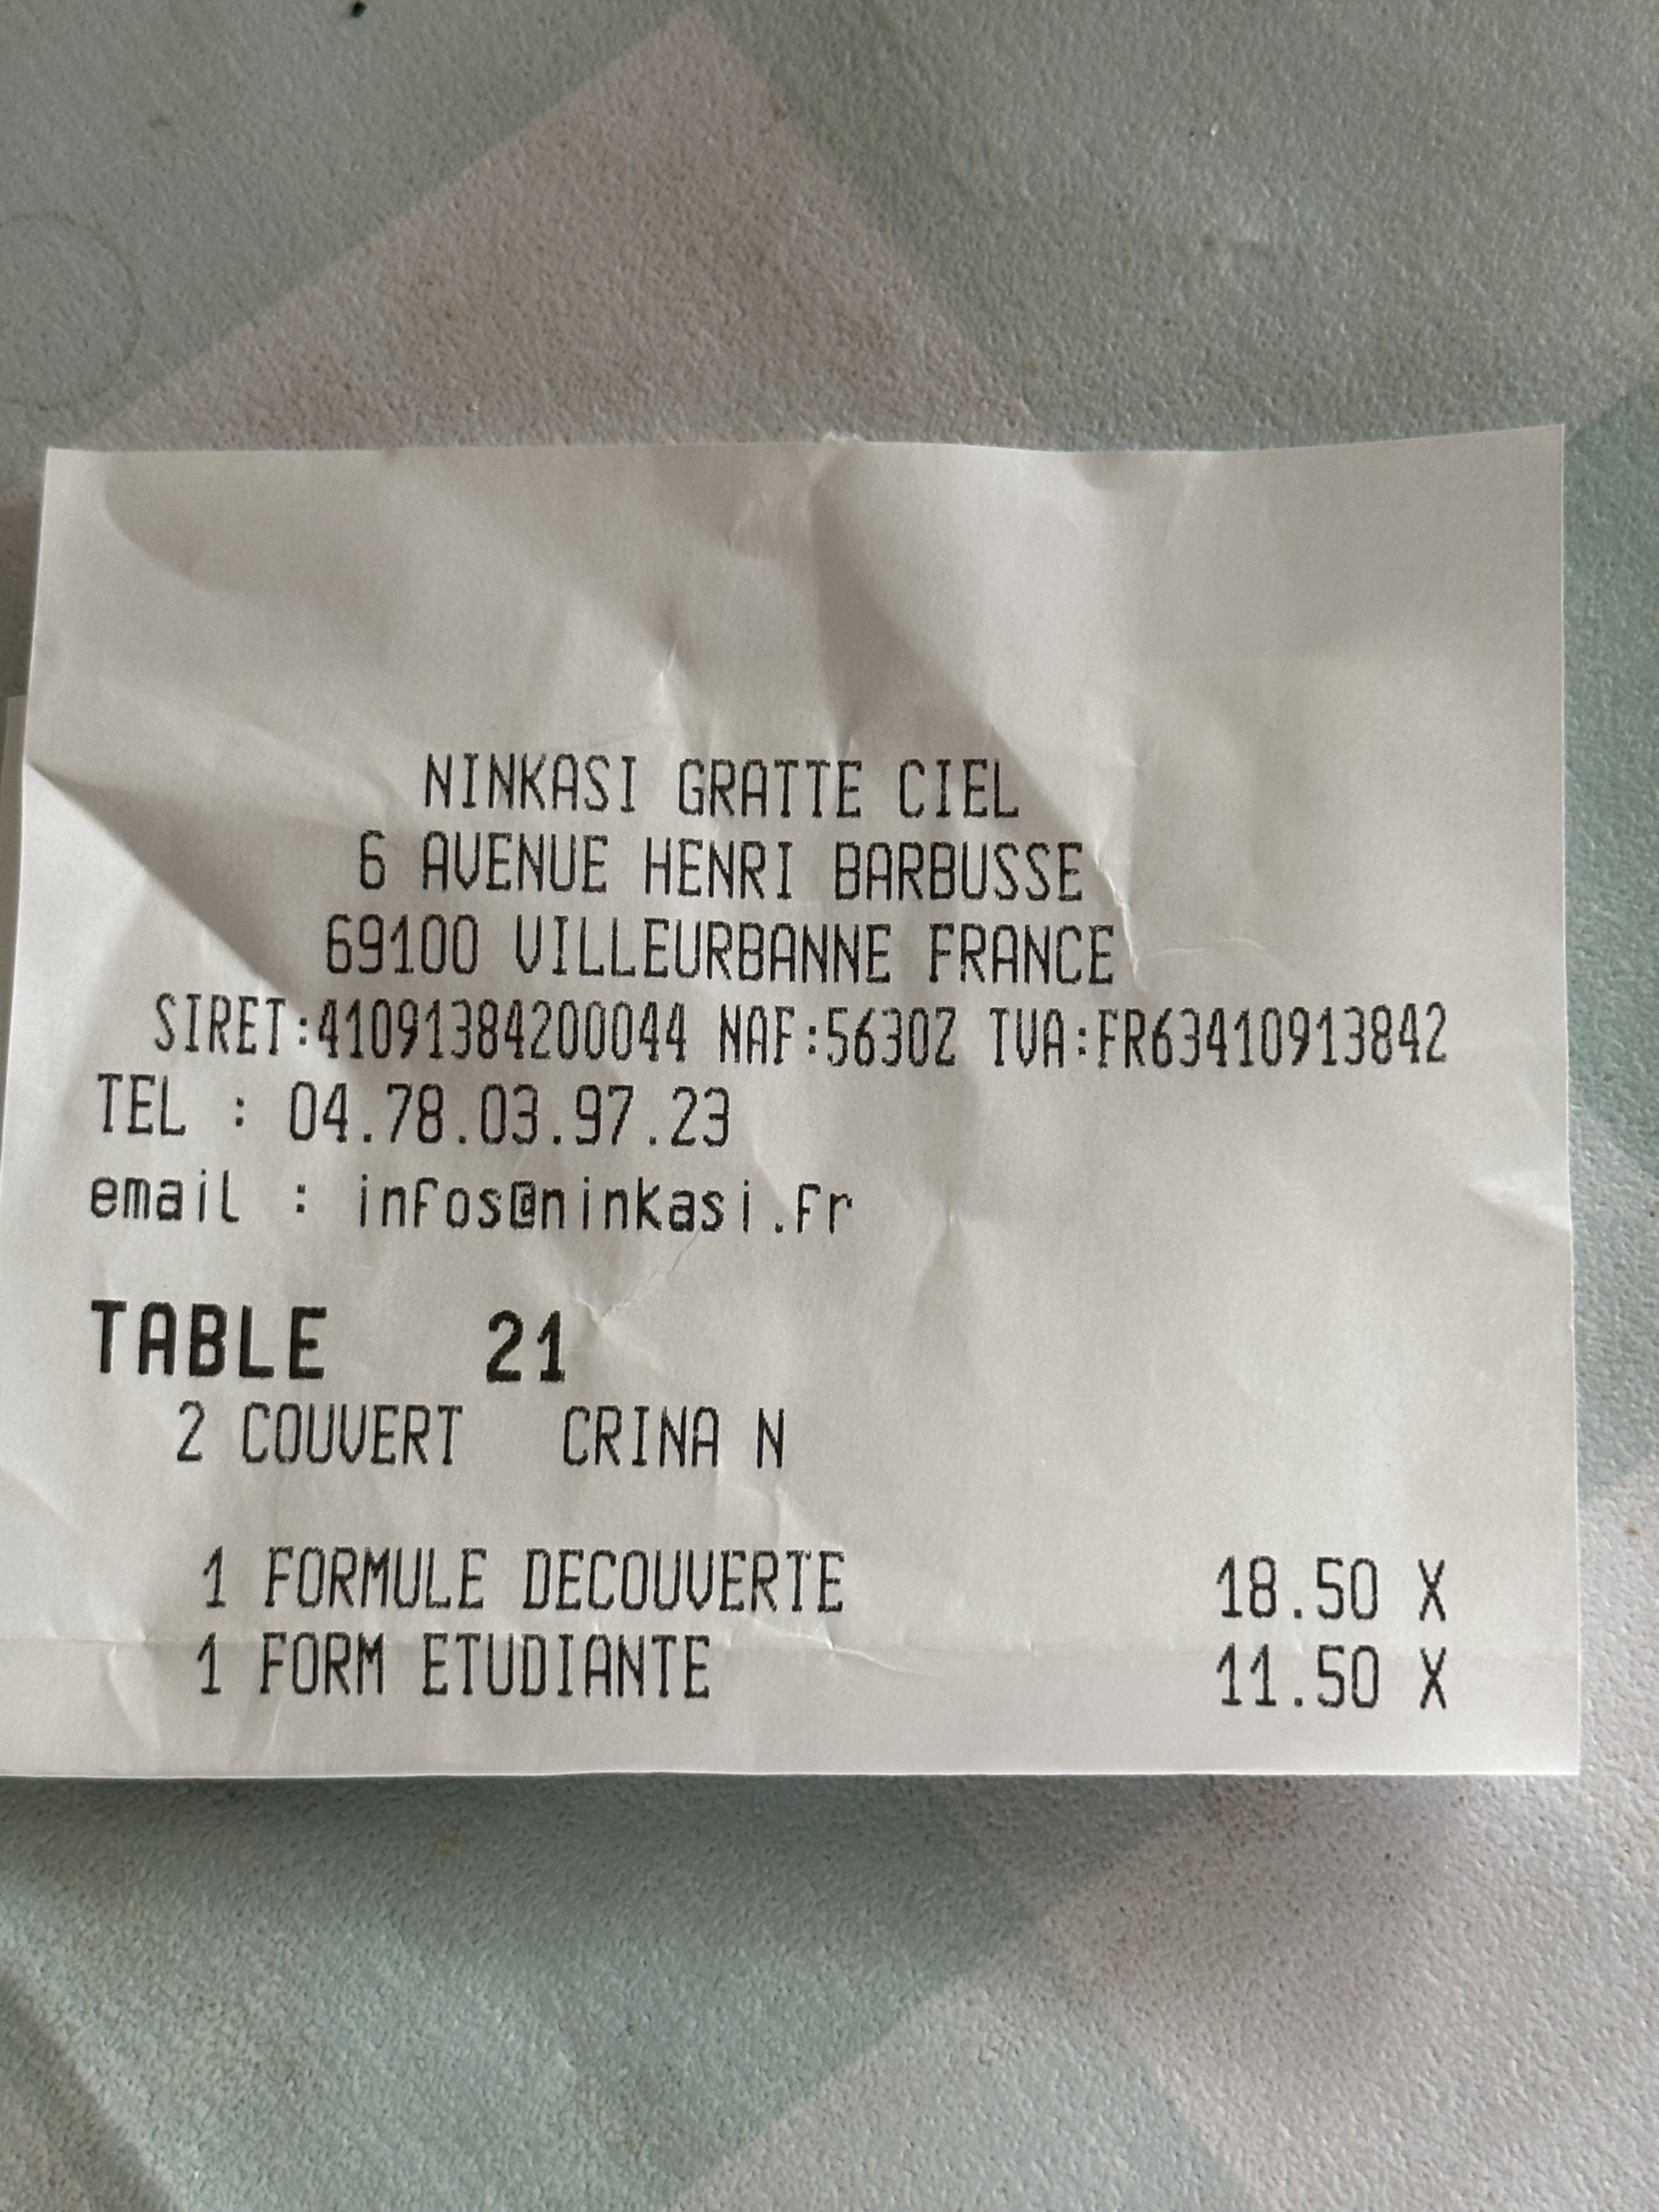 NINKASI GRATTE CIEL
6 AVENUE HENRI BARBUSSE
69100 VILLEURBANNE FRANCE
SIRET:41091384200044 NAF:5630Z TVA:FR63410913842
TEL : 04.78.03.97.23
email : infos@ninkasi.fr
TABLE 21
2 COUVERT CRINA N
1 FORMULE DECOUVERTE 18.50 X
1 FORM ETUDIANTE 11.50 X